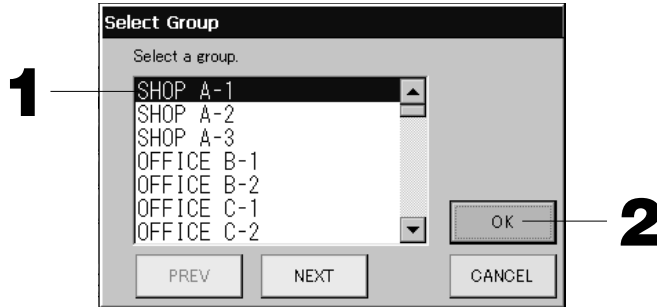 Select Group
Select a group.
1
SHOP A-1
SHOP A-2
SHOP A-3
OFFICE B-1
OFFICE B-2
OFFICE C-1
OFFICE C-2
OK
2
PREV
NEXT
CANCEL